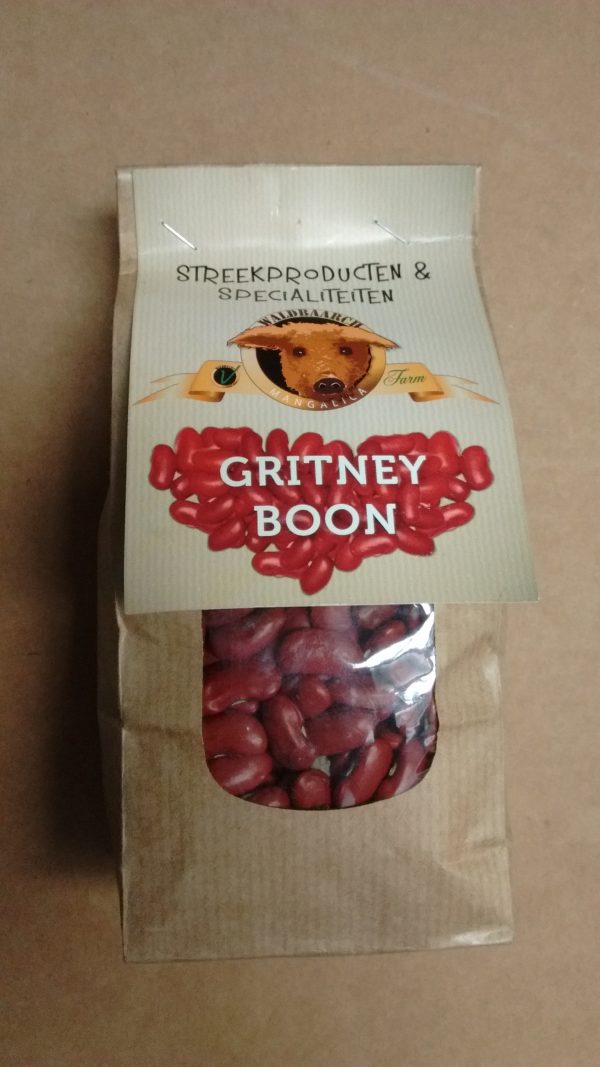 STREEKPRODUCTEN &
SPECIALITEITEN
WALDBAARCH
MANGALICA
Farm
GRITNEY
BOON